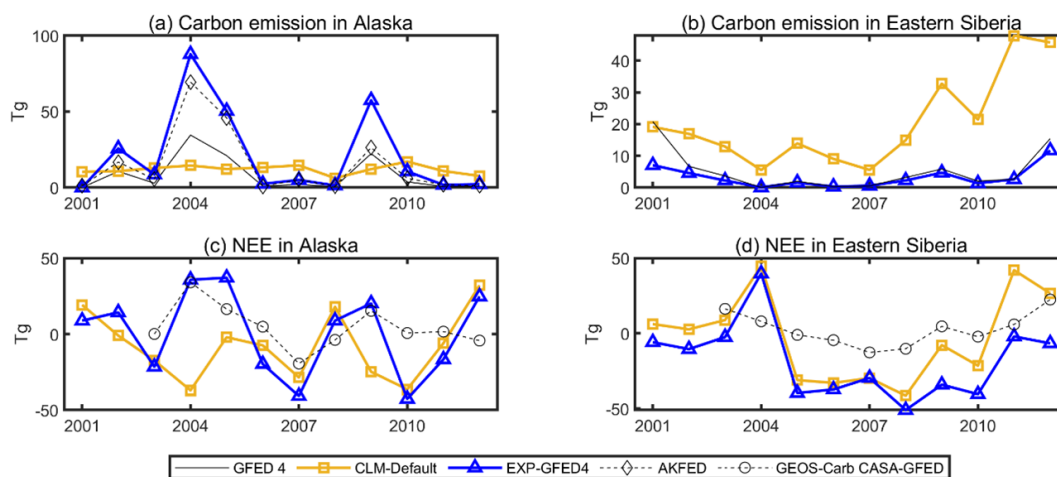 (a) Carbon emission in Alaska
(b) Carbon emission in Eastern Siberia
100
50
0
Tg
2001 2004 2007 2010
40
30
20
10
0
Tg
2001 2004 2007 2010
(c) NEE in Alaska
(d) NEE in Eastern Siberia
50
0
-50
Tg
2001 2004 2007 2010
50
0
-50
Tg
2001 2004 2007 2010
GFED 4 CLM-Default EXP-GFED4 AKFED GEOS-Carb CASA-GFED